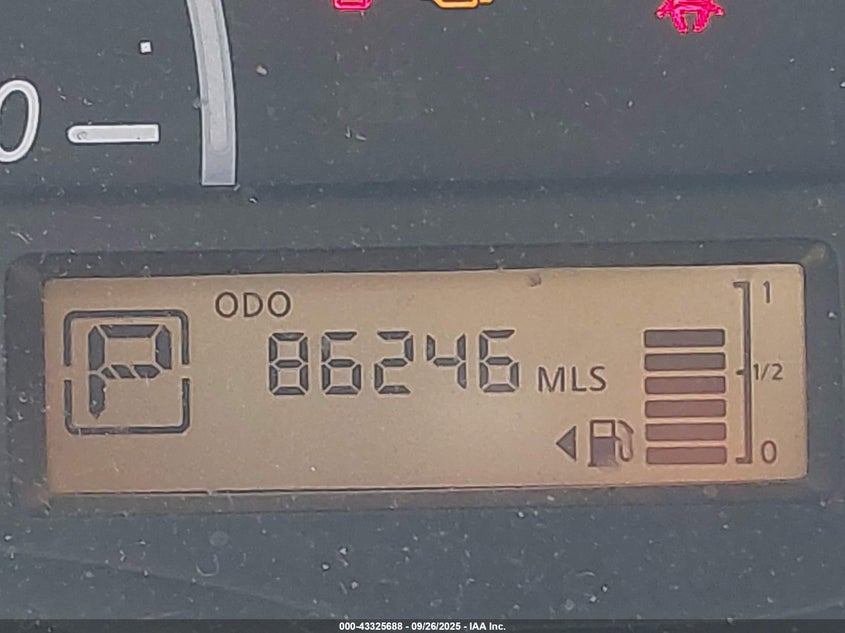 0
ODO
1
P
86246 MLS
1/2
0
000-43325688 - 09/26/2025 - IAA Inc.